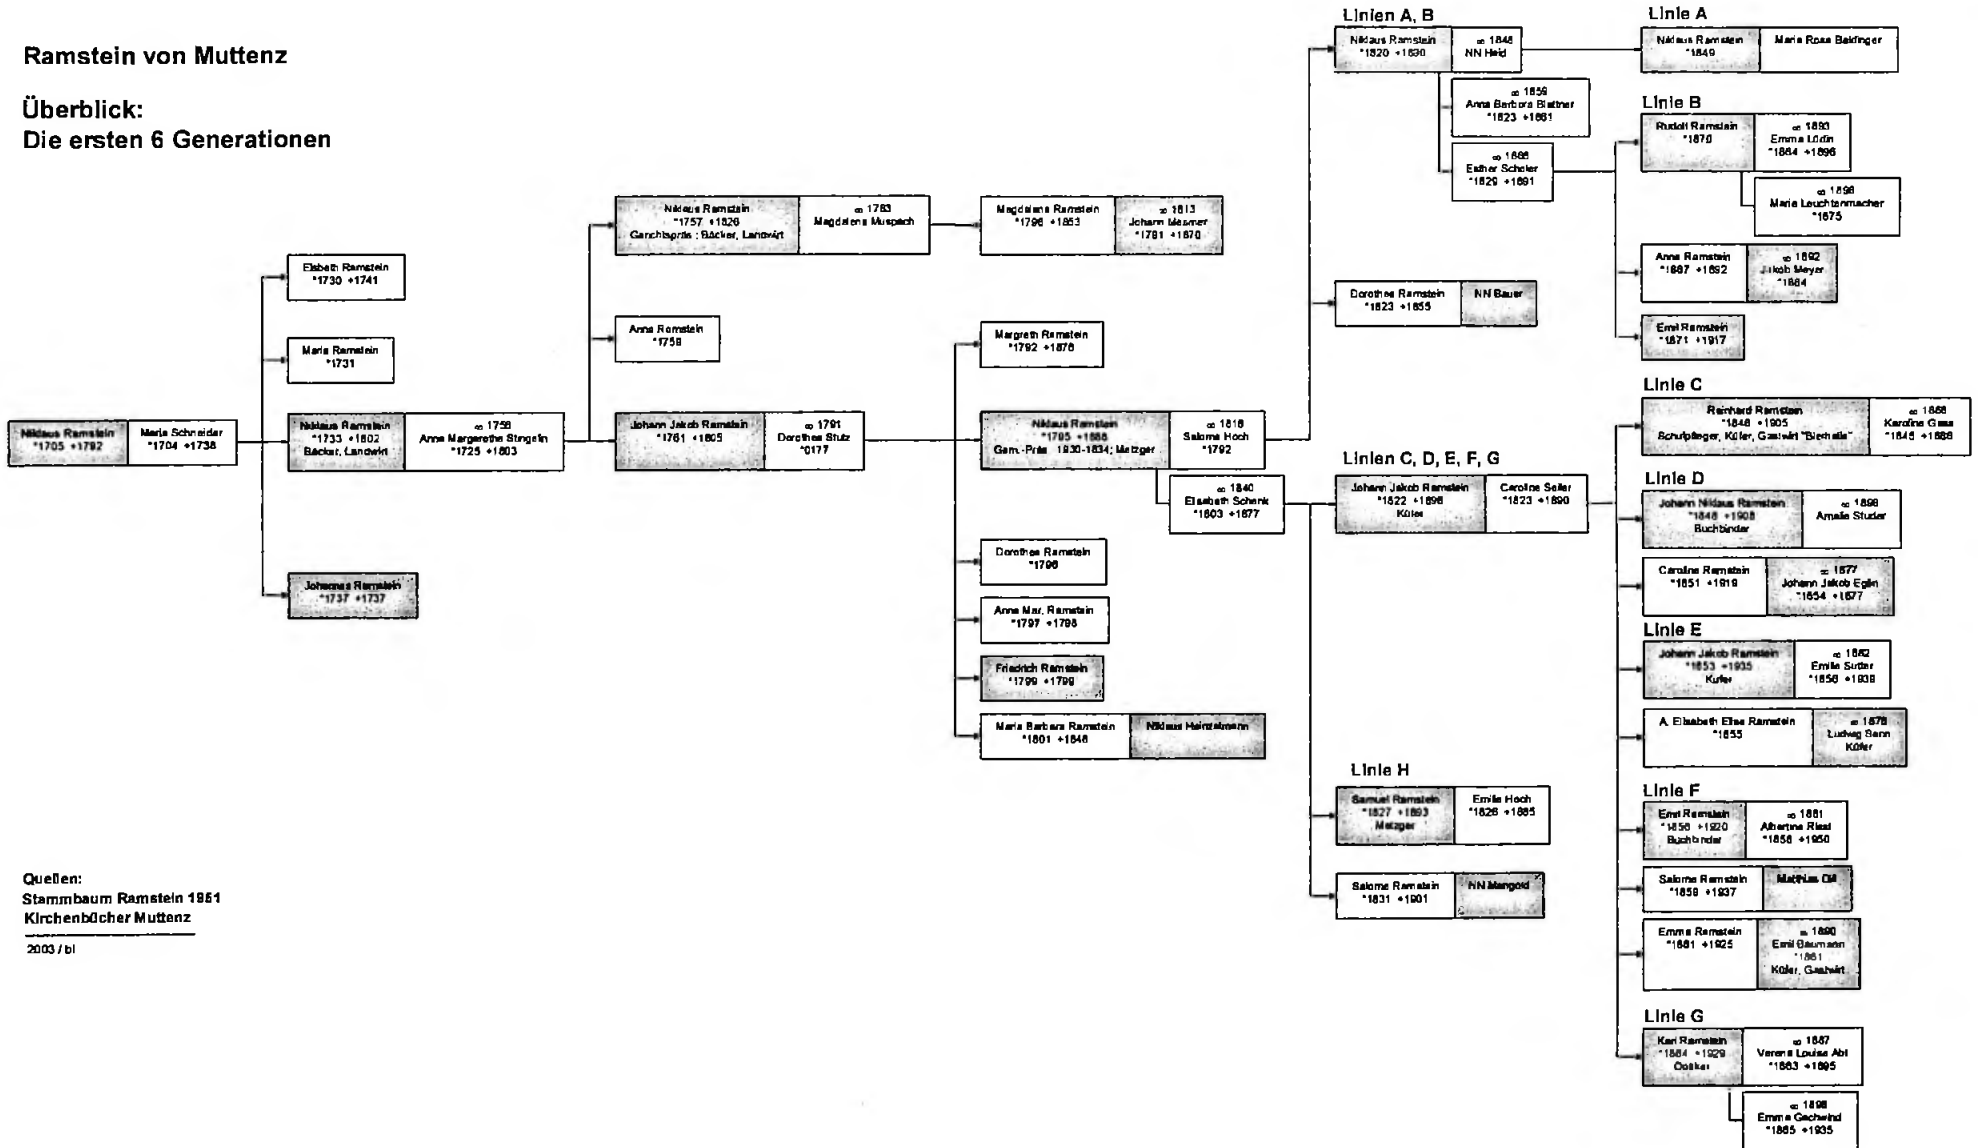 Ramstein von Muttenz
Überblick:
Die ersten 6 Generationen
Niklaus Ramstein
*1705 +1792
Maria Schneider
*1704 +1738
Elsbeth Ramstein
*1730 +1741
Maria Ramstein
*1731
Niklaus Ramstein
*1733 +1802
Bäcker, Landwirt
∞ 1756
Anna Margaretha Stingelin
*1725 +1803
Johannes Ramstein
*1737 +1737
Niklaus Ramstein
*1757 +1826
Gerichtspräs.; Bäcker, Landwirt
∞ 1783
Magdalena Muspach
Anna Ramstein
*1759
Johann Jakob Ramstein
*1761 +1805
∞ 1791
Dorothea Stutz
*0177
Magdalena Ramstein
*1796 +1853
∞ 1813
Johann Mesmer
*1791 +1870
Margreth Ramstein
*1792 +1876
Niklaus Ramstein
*1795 +1888
Gem.-Präs. 1930-1834; Metzger
∞ 1818
Salome Hoch
*1792
∞ 1840
Elisabeth Schenk
*1803 +1877
Dorothea Ramstein
*1796
Anna Mar. Ramstein
*1797 +1798
Friedrich Ramstein
*1799 +1799
Maria Barbara Ramstein
*1801 +1848
Niklaus Heinzelmann
Linien A, B
Niklaus Ramstein
*1820 +1890
∞ 1848
NN Heid
∞ 1859
Anna Barbara Blattner
*1823 +1861
∞ 1866
Esther Schaler
*1829 +1891
Dorothea Ramstein
*1823 +1855
NN Bauer
Linien C, D, E, F, G
Johann Jakob Ramstein
*1822 +1896
Küfer
Caroline Seiler
*1823 +1890
Linie H
Samuel Ramstein
*1827 +1893
Metzger
Emilie Hoch
*1826 +1885
Salome Ramstein
*1831 +1901
NN Mangold
Linie A
Niklaus Ramstein
*1849
Maria Rosa Baldinger
Linie B
Rudolf Ramstein
*1870
∞ 1893
Emma Lüdin
*1864 +1896
∞ 1898
Maria Leuchtenmacher
*1875
Anna Ramstein
*1867 +1892
∞ 1892
Jakob Meyer
*1864
Emil Ramstein
*1871 +1917
Linie C
Reinhard Ramstein
*1846 +1905
Schulpfleger, Küfer, Gastwirt "Bierhalle"
∞ 1868
Karoline Gass
*1846 +1888
Linie D
Johann Niklaus Ramstein
*1848 +1908
Buchbinder
∞ 1898
Amalie Studer
Caroline Ramstein
*1851 +1919
∞ 1877
Johann Jakob Eglin
*1854 +1877
Linie E
Johann Jakob Ramstein
*1853 +1935
Küfer
∞ 1882
Emilie Sutter
*1856 +1939
A. Elisabeth Elise Ramstein
*1855
∞ 1878
Ludwig Senn
Küfer
Linie F
Emil Ramstein
*1856 +1920
Buchbinder
∞ 1881
Albertina Riesi
*1856 +1950
Salome Ramstein
*1859 +1937
Matthias
Emma Ramstein
*1861 +1925
∞ 1890
Emil Baumann
*1861
Küfer, Gastwirt
Linie G
Karl Ramstein
*1864 +1929
∞ 1887
Verena Louise Abt
*1863 +1895
∞ 1898
Emma Gschwind
*1865 +1935
Quellen:
Stammbaum Ramstein 1951
Kirchenbücher Muttenz
2003 / bl